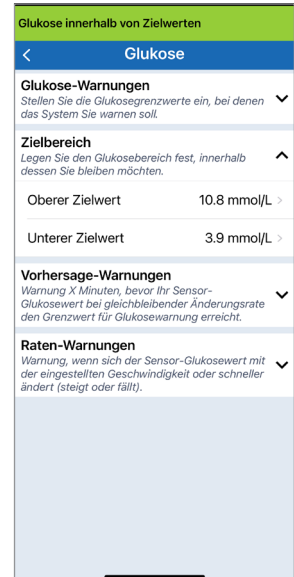 Glukose innerhalb von Zielwerten
Glukose
Glukose-Warnungen
Stellen Sie die Glukosegrenzwerte ein, bei denen
das System Sie warnen soll.
Zielbereich
Legen Sie den Glukosebereich fest, innerhalb
dessen Sie bleiben möchten.
Oberer Zielwert 10.8 mmol/L
Unterer Zielwert 3.9 mmol/L
Vorhersage-Warnungen
Warnung X Minuten, bevor Ihr Sensor-
Glukosewert bei gleichbleibender Änderungsrate
den Grenzwert für Glukosewarnung erreicht.
Raten-Warnungen
Warnung, wenn sich der Sensor-Glukosewert mit
der eingestellten Geschwindigkeit oder schneller
ändert (steigt oder fällt).